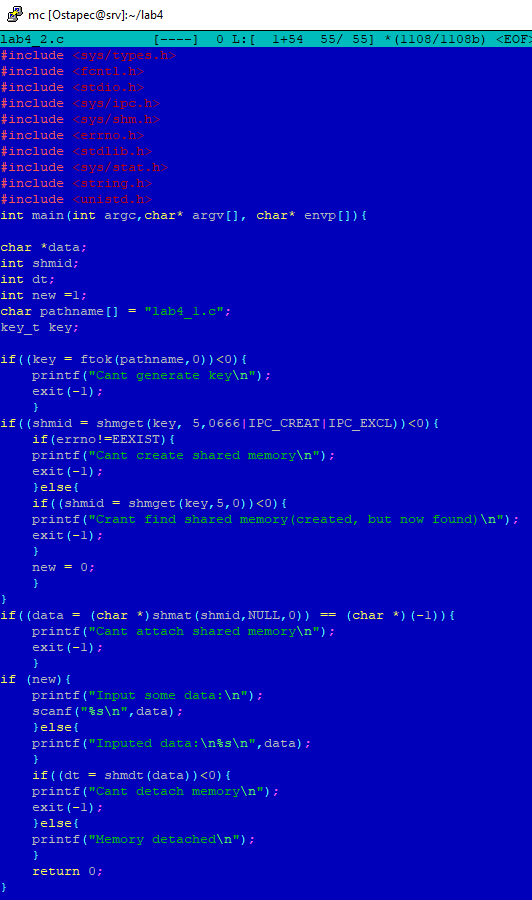 mc [Ostapec@srv]:~/lab4
lab4_2.c [----] 0 L:[ 1+54 55/ 55] *(1108/1108b) <EOF>
#include <sys/types.h>
#include <fcntl.h>
#include <stdio.h>
#include <sys/ipc.h>
#include <sys/shm.h>
#include <errno.h>
#include <stdlib.h>
#include <sys/stat.h>
#include <string.h>
#include <unistd.h>
int main(int argc,char* argv[], char* envp[]){
char *data;
int shmid;
int dt;
int new =1;
char pathname[] = "lab4_1.c";
key_t key;
if((key = ftok(pathname,0))<0){
    printf("Cant generate key\n");
    exit(-1);
    }
if((shmid = shmget(key, 5,0666|IPC_CREAT|IPC_EXCL))<0){
    if(errno!=EEXIST){
    printf("Cant create shared memory\n");
    exit(-1);
    }else{
    if((shmid = shmget(key,5,0))<0){
    printf("Crant find shared memory(created, but now found)\n");
    exit(-1);
    }
    new = 0;
    }
}
if((data = (char *)shmat(shmid,NULL,0)) == (char *)(-1)){
    printf("Cant attach shared memory\n");
    exit(-1);
    }
if (new){
    printf("Input some data:\n");
    scanf("%s\n",data);
    }else{
    printf("Inputed data:\n%s\n",data);
    }
    if((dt = shmdt(data))<0){
    printf("Cant detach memory\n");
    exit(-1);
    }else{
    printf("Memory detached\n");
    }
    return 0;
}